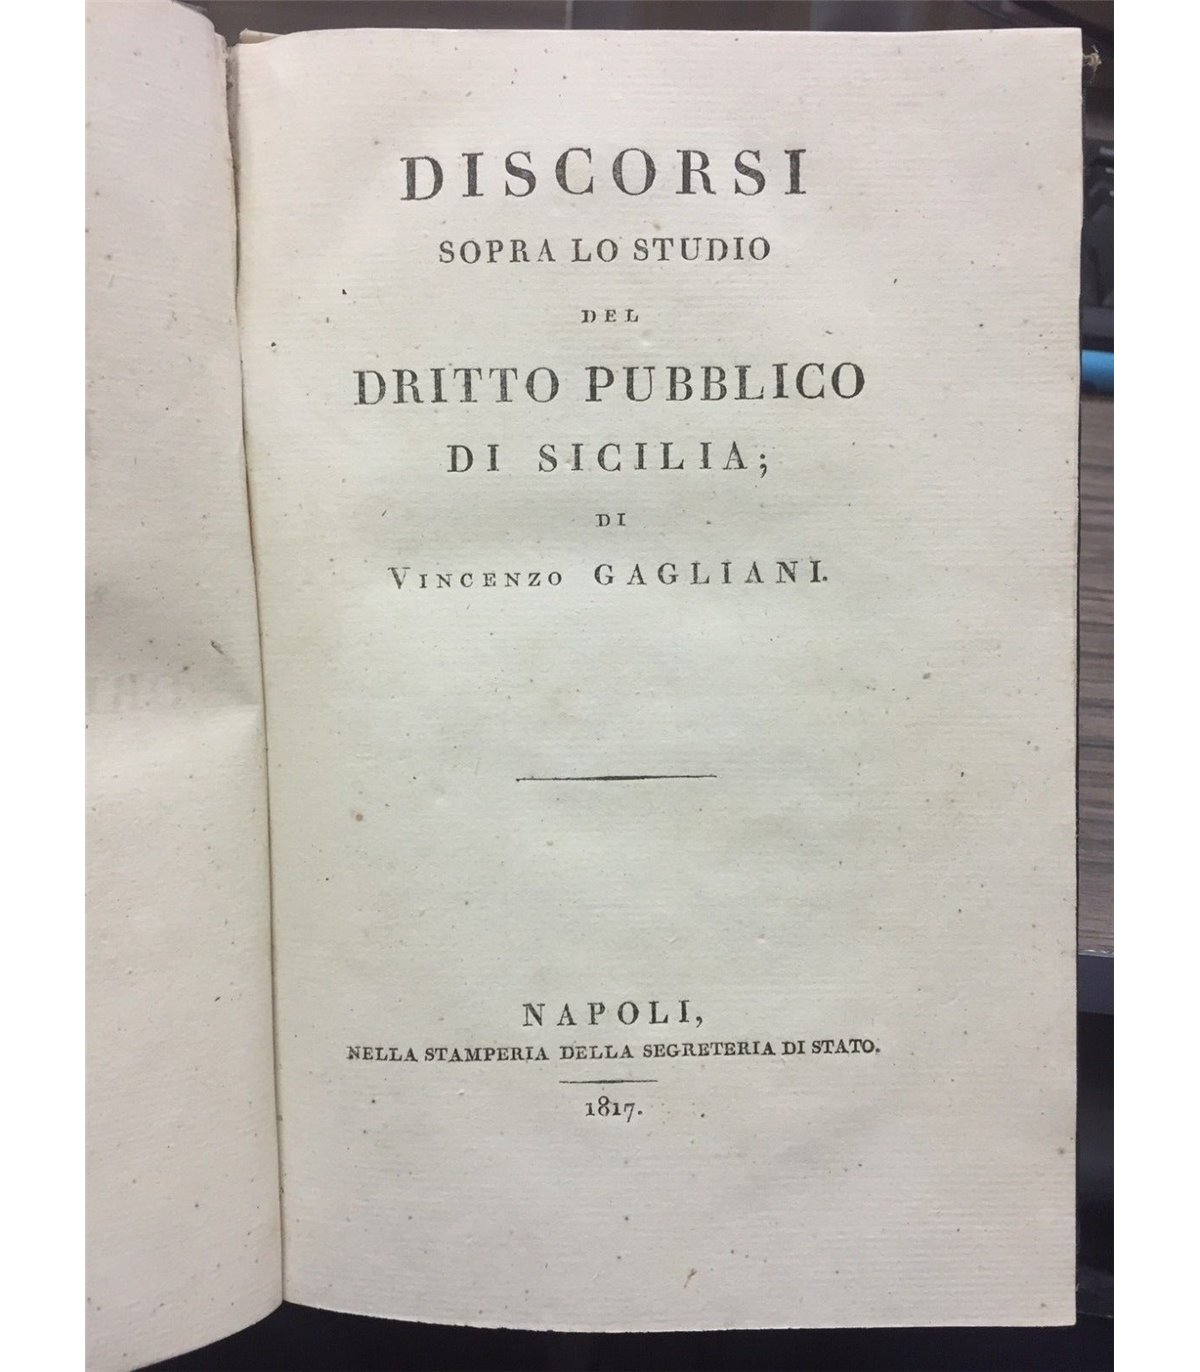 DISCORSI
SOPRA LO STUDIO
DEL
DRITTO PUBBLICO
DI SICILIA;
DI
VINCENZO GAGLIANI.
NAPOLI,
NELLA STAMPERIA DELLA SEGRETERIA DI STATO.
1817.